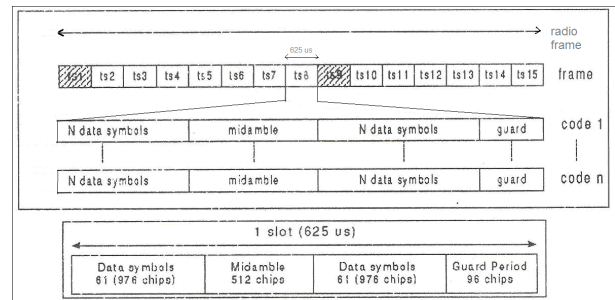 radio
frame
625 us
ts1 ts2 ts3 ts4 ts5 ts6 ts7 ts8 ts9 ts10 ts11 ts12 ts13 ts14 ts15 frame
N data symbols midamble N data symbols guard code 1
N data symbols midamble N data symbols guard code n
1 slot (625 us)
Data symbols Midamble Data symbols Guard Period
61 (976 chips) 512 chips 61 (976 chips) 96 chips